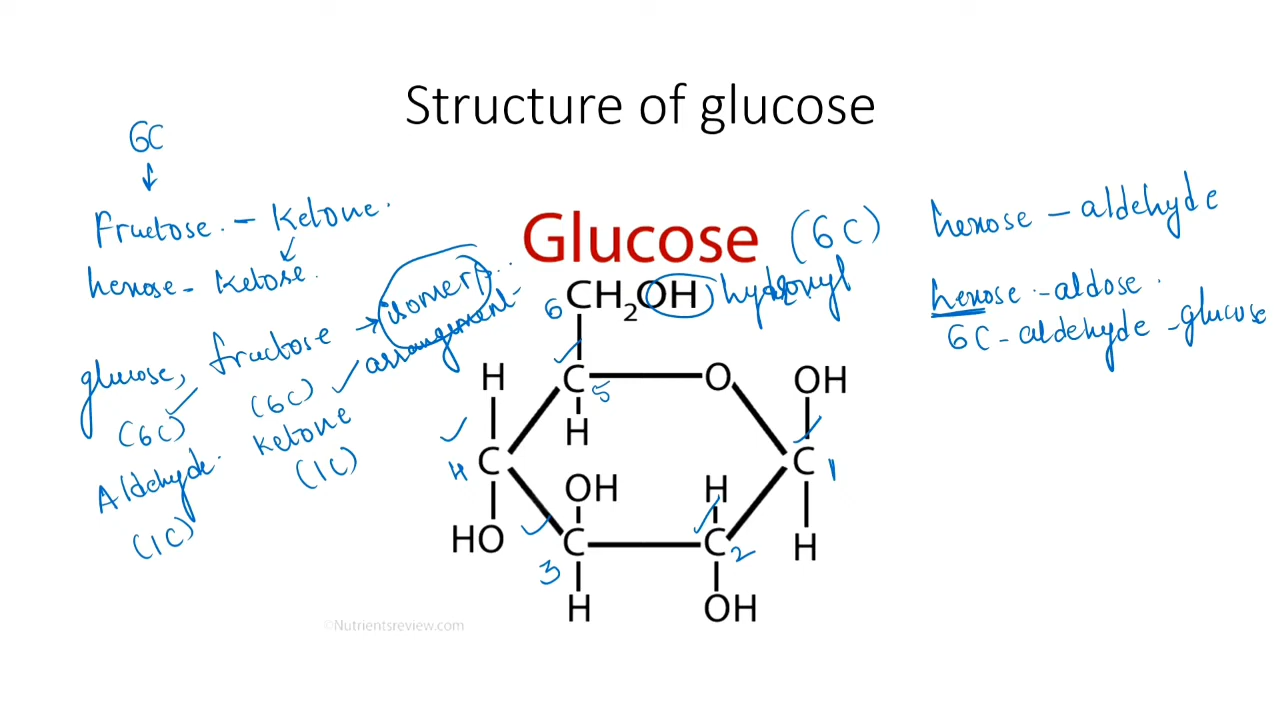 Structure of glucose
6C
Fructose. - Ketone.
hexose - Ketose.
glucose, fructose → isomers..
arrangement
(6C) (6C)
Aldehyde. Ketone
(1C) (1C)
Glucose (6C)
hexose - aldehyde
hexose - aldose.
6C - aldehyde - glucose
6 CH2OH hydroxyl
H C 5 O OH
H
4 C C 1
OH H
HO C C 2 H
3
H OH
©Nutrientsreview.com